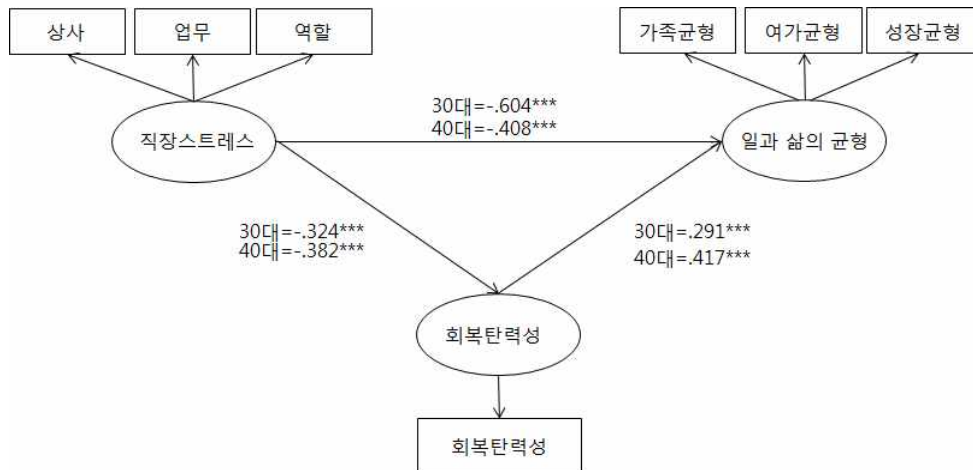 상사
업무
역할
가족균형
여가균형
성장균형
30대=-.604***
40대=-.408***
직장스트레스
일과 삶의 균형
30대=-.324***
40대=-.382***
30대=.291***
40대=.417***
회복탄력성
회복탄력성